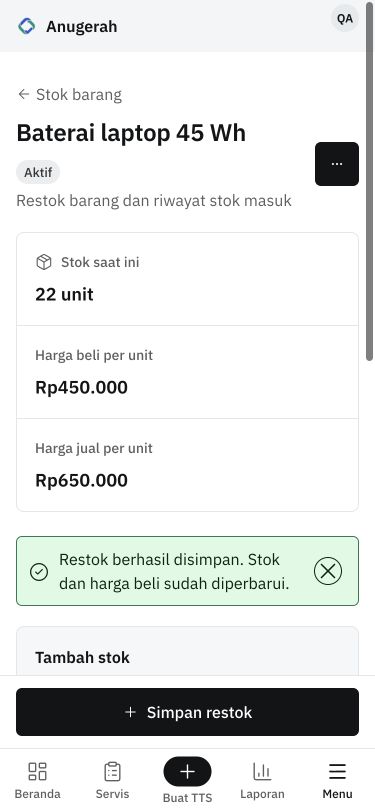 Anugerah
QA
← Stok barang
Baterai laptop 45 Wh
Aktif
...
Restok barang dan riwayat stok masuk
Stok saat ini
22 unit
Harga beli per unit
Rp450.000
Harga jual per unit
Rp650.000
Restok berhasil disimpan. Stok
dan harga beli sudah diperbarui.
Tambah stok
+ Simpan restok
Beranda
Servis
Buat TTS
Laporan
Menu